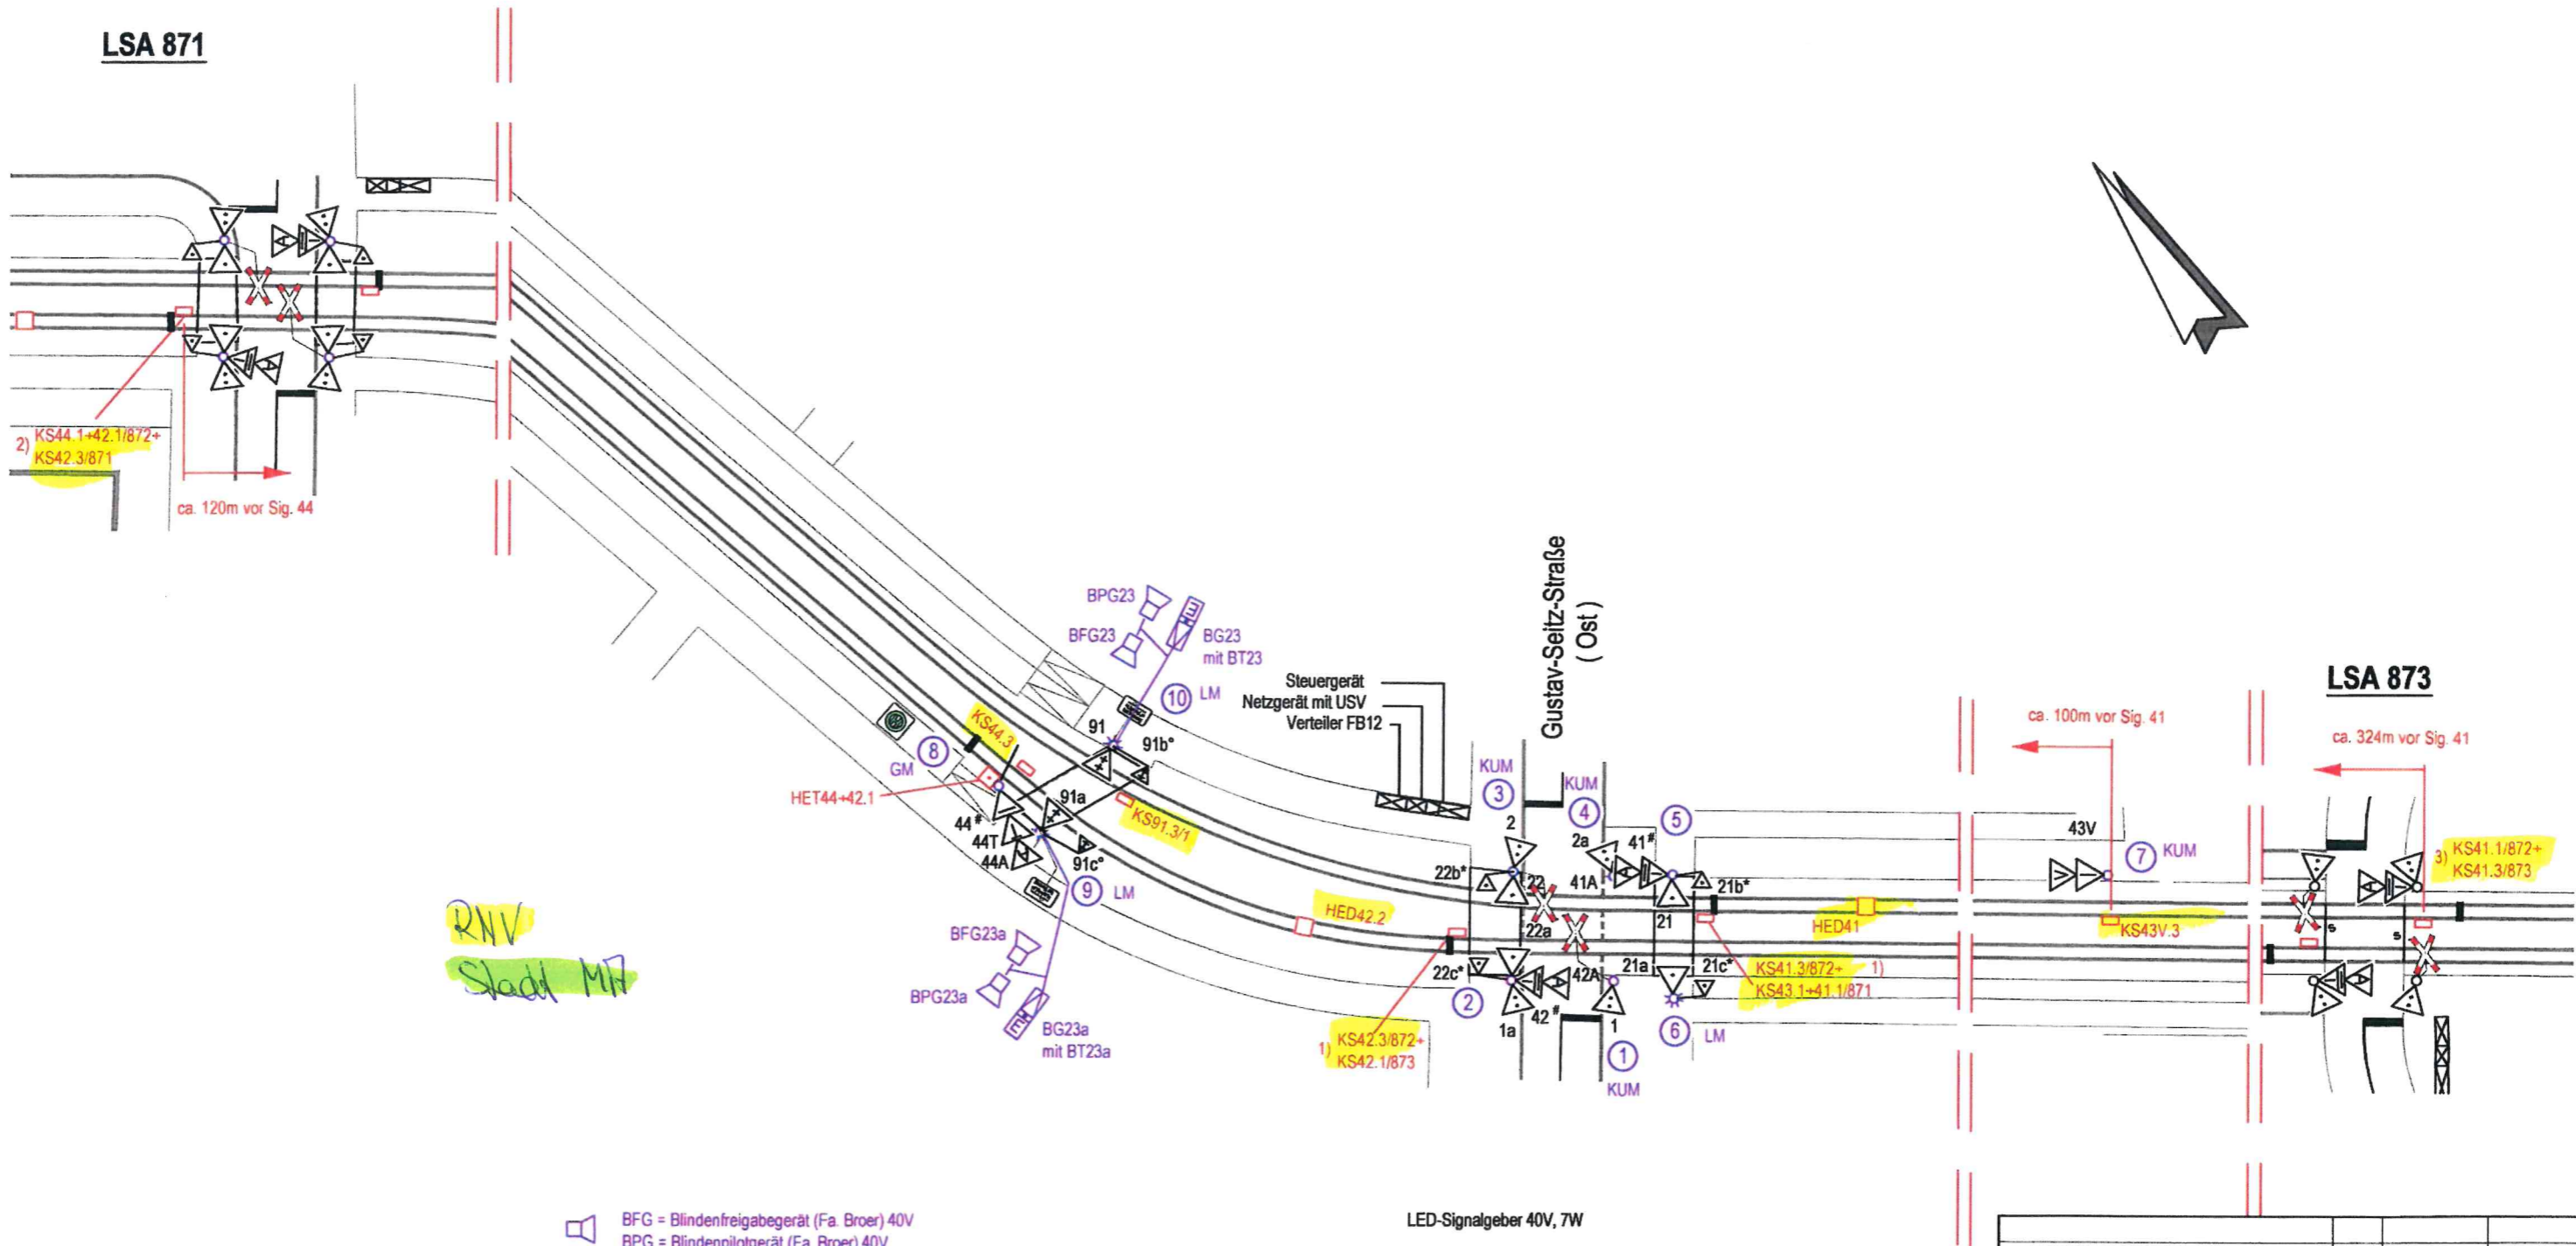 LSA 871
2) KS44.1+42.1/872+
KS42.3/871
ca. 120m vor Sig. 44
RNV
Stadt MA
BPG23
BFG23
BG23
mit BT23
10 LM
91
91b°
KS44.3
8
GM
HET44+42.1
44#
44T
44A
91a
91c°
KS91.3/1
9 LM
BFG23a
BPG23a
BG23a
mit BT23a
Steuergerät
Netzgerät mit USV
Verteiler FB12
Gustav-Seitz-Straße
( Ost )
KUM
3
2
KUM
4
2a
5
41#
22b*
22
41A
A
21b*
22a
21
HED42.2
HED41
22c*
42A
A
21a
21c*
2
1a
42#
1
6 LM
1
KUM
1) KS42.3/872+
KS42.1/873
KS41.3/872+ 1)
KS43.1+41.1/871
ca. 100m vor Sig. 41
43V
7 KUM
V
KS43V.3
LSA 873
ca. 324m vor Sig. 41
3) KS41.1/872+
KS41.3/873
A
s
s
A
BFG = Blindenfreigabegerät (Fa. Broer) 40V
BPG = Blindenpilotgerät (Fa. Broer) 40V
LED-Signalgeber 40V, 7W